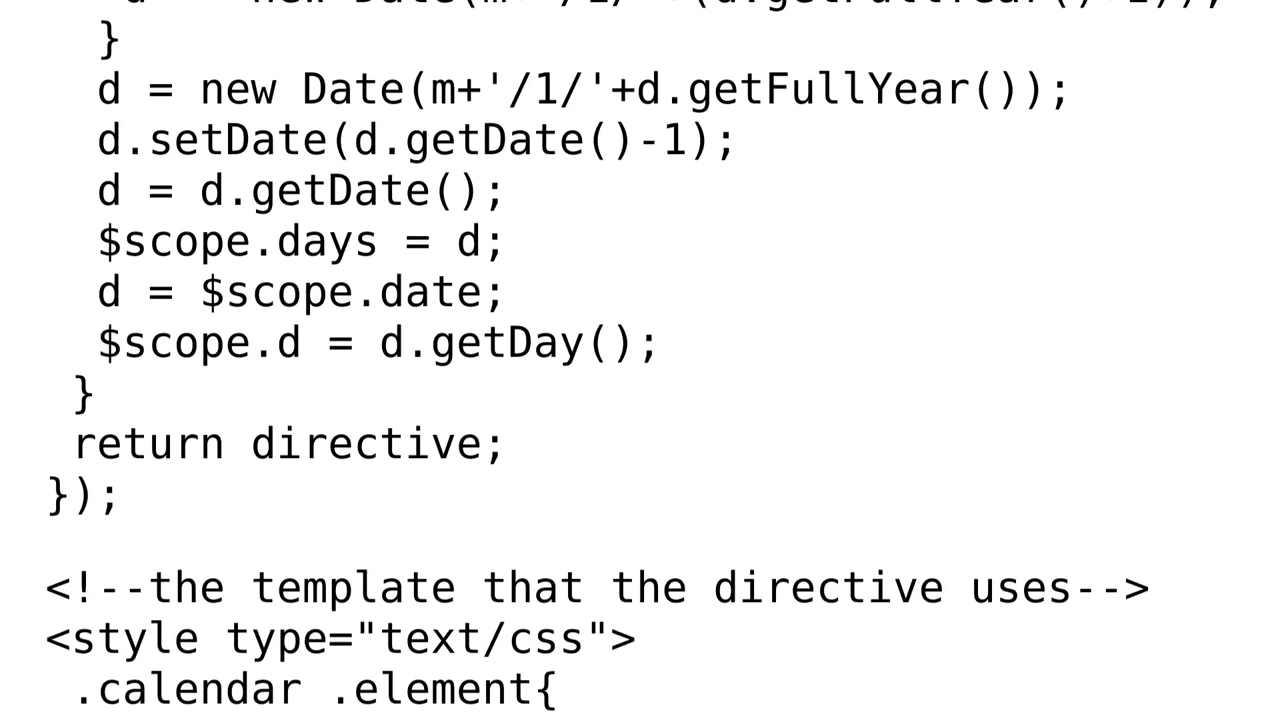 }
d = new Date(m+'/1/'+d.getFullYear());
d.setDate(d.getDate()-1);
d = d.getDate();
$scope.days = d;
d = $scope.date;
$scope.d = d.getDay();
}
return directive;
});
<!--the template that the directive uses-->
<style type="text/css">
.calendar .element{